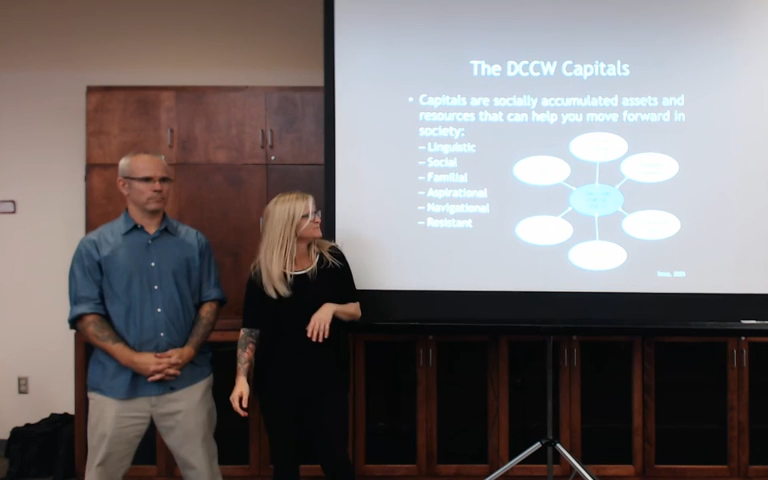 The DCCW Capitals
• Capitals are socially accumulated assets and
resources that can help you move forward in
society:
– Linguistic
– Social
– Familial
– Aspirational
– Navigational
– Resistant